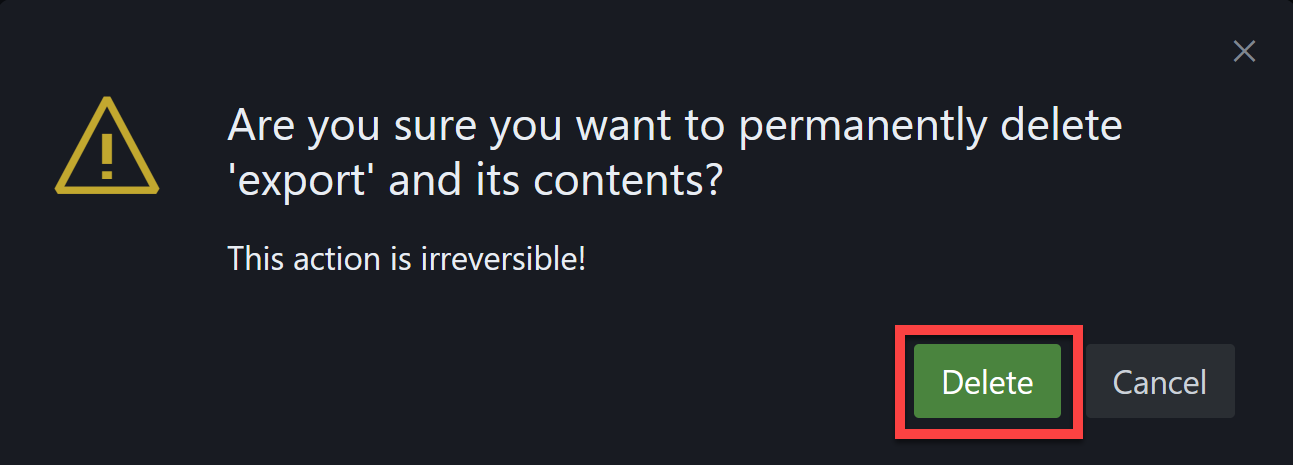 Are you sure you want to permanently delete
'export' and its contents?
This action is irreversible!
Delete
Cancel